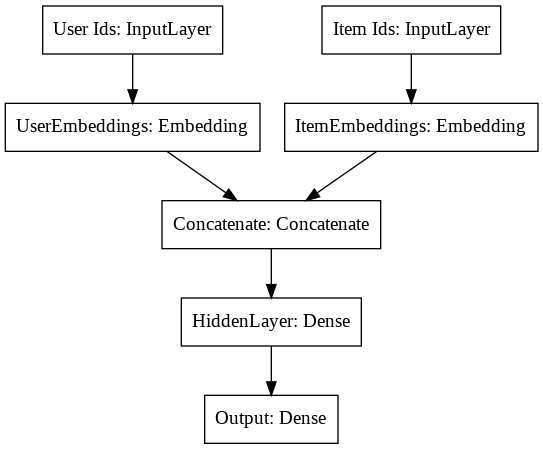 User Ids: InputLayer
Item Ids: InputLayer
UserEmbeddings: Embedding
ItemEmbeddings: Embedding
Concatenate: Concatenate
HiddenLayer: Dense
Output: Dense